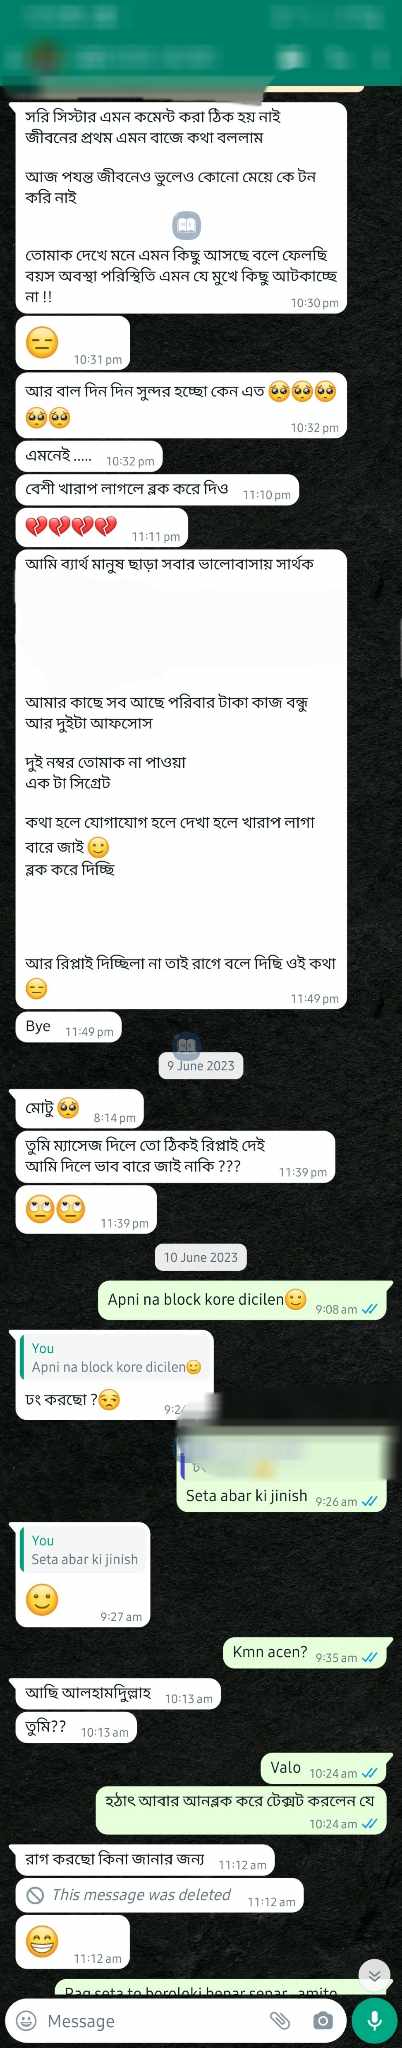 সরি সিস্টার এমন কমেন্ট করা ঠিক হয় নাই
জীবনের প্রথম এমন বাজে কথা বললাম
আজ পযন্ত জীবনেও ভুলেও কোনো মেয়ে কে টন
করি নাই
তোমাক দেখে মনে এমন কিছু আসছে বলে ফেলছি
বয়স অবস্থা পরিস্থিতি এমন যে মুখে কিছু আটকাচ্ছে
না !!
10:30 pm
😑
10:31 pm
আর বাল দিন দিন সুন্দর হচ্ছো কেন এত 🥺🥺🥺
🥺🥺
10:32 pm
এমনেই ..... 10:32 pm
বেশী খারাপ লাগলে ব্লক করে দিও 11:10 pm
💔💔💔💔 11:11 pm
আমি ব্যার্থ মানুষ ছাড়া সবার ভালোবাসায় সার্থক
আমার কাছে সব আছে পরিবার টাকা কাজ বন্ধু
আর দুইটা আফসোস
দুই নম্বর তোমাক না পাওয়া
এক টা সিগ্রেট
কথা হলে যোগাযোগ হলে দেখা হলে খারাপ লাগা
বারে জাই 🙂
ব্লক করে দিচ্ছি
আর রিপ্লাই দিচ্ছিলা না তাই রাগে বলে দিছি ওই কথা
😑
11:49 pm
Bye 11:49 pm
9 June 2023
মোটু 🥺 8:14 pm
তুমি ম্যাসেজ দিলে তো ঠিকই রিপ্লাই দেই
আমি দিলে ভাব বারে জাই নাকি ??? 11:39 pm
🙄🙄 11:39 pm
10 June 2023
Apni na block kore dicilen🙂 9:08 am
You
Apni na block kore dicilen🙂
ঢং করছো ?😒
Seta abar ki jinish 9:26 am
You
Seta abar ki jinish
🙂
9:27 am
Kmn acen? 9:35 am
আছি আলহামদিুল্লাহ 10:13 am
তুমি?? 10:13 am
Valo 10:24 am
হঠাৎ আবার আনব্লক করে টেক্সট করলেন যে
10:24 am
রাগ করছো কিনা জানার জন্য 11:12 am
This message was deleted 11:12 am
😁
11:12 am
Message